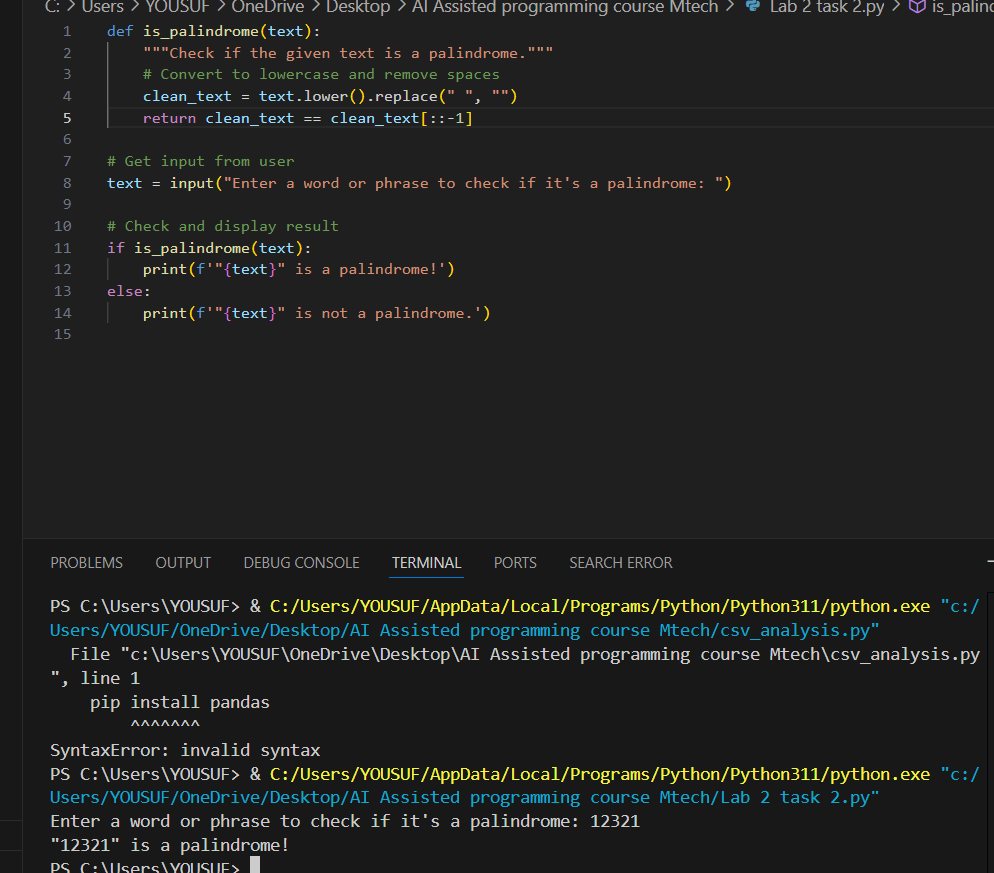 C: > Users > YOUSUF > OneDrive > Desktop > AI Assisted programming course Mtech > Lab 2 task 2.py > is_palind
1 def is_palindrome(text):
2     """Check if the given text is a palindrome."""
3     # Convert to lowercase and remove spaces
4     clean_text = text.lower().replace(" ", "")
5     return clean_text == clean_text[::-1]
6
7 # Get input from user
8 text = input("Enter a word or phrase to check if it's a palindrome: ")
9
10 # Check and display result
11 if is_palindrome(text):
12     print(f'"{text}" is a palindrome!')
13 else:
14     print(f'"{text}" is not a palindrome.')
15
PROBLEMS OUTPUT DEBUG CONSOLE TERMINAL PORTS SEARCH ERROR
PS C:\Users\YOUSUF> & C:/Users/YOUSUF/AppData/Local/Programs/Python/Python311/python.exe "c:/
Users/YOUSUF/OneDrive/Desktop/AI Assisted programming course Mtech/csv_analysis.py"
  File "c:\Users\YOUSUF\OneDrive\Desktop\AI Assisted programming course Mtech\csv_analysis.py
", line 1
    pip install pandas
        ^^^^^^^
SyntaxError: invalid syntax
PS C:\Users\YOUSUF> & C:/Users/YOUSUF/AppData/Local/Programs/Python/Python311/python.exe "c:/
Users/YOUSUF/OneDrive/Desktop/AI Assisted programming course Mtech/Lab 2 task 2.py"
Enter a word or phrase to check if it's a palindrome: 12321
"12321" is a palindrome!
PS C:\Users\YOUSUF>